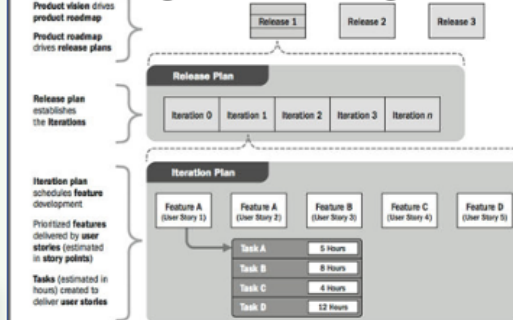 Product vision drives
product roadmap
Product roadmap
drives release plans
Release 1
Release 2
Release 3
Release Plan
Release plan
establishes
the iterations
Iteration 0
Iteration 1
Iteration 2
Iteration 3
Iteration n
Iteration Plan
Iteration plan
schedules feature
development
Prioritized features
delivered by user
stories (estimated
in story points)
Tasks (estimated in
hours) created to
deliver user stories
Feature A
(User Story 1)
Feature A
(User Story 2)
Feature B
(User Story 3)
Feature C
(User Story 4)
Feature D
(User Story 5)
Task A
5 Hours
Task B
8 Hours
Task C
4 Hours
Task D
12 Hours